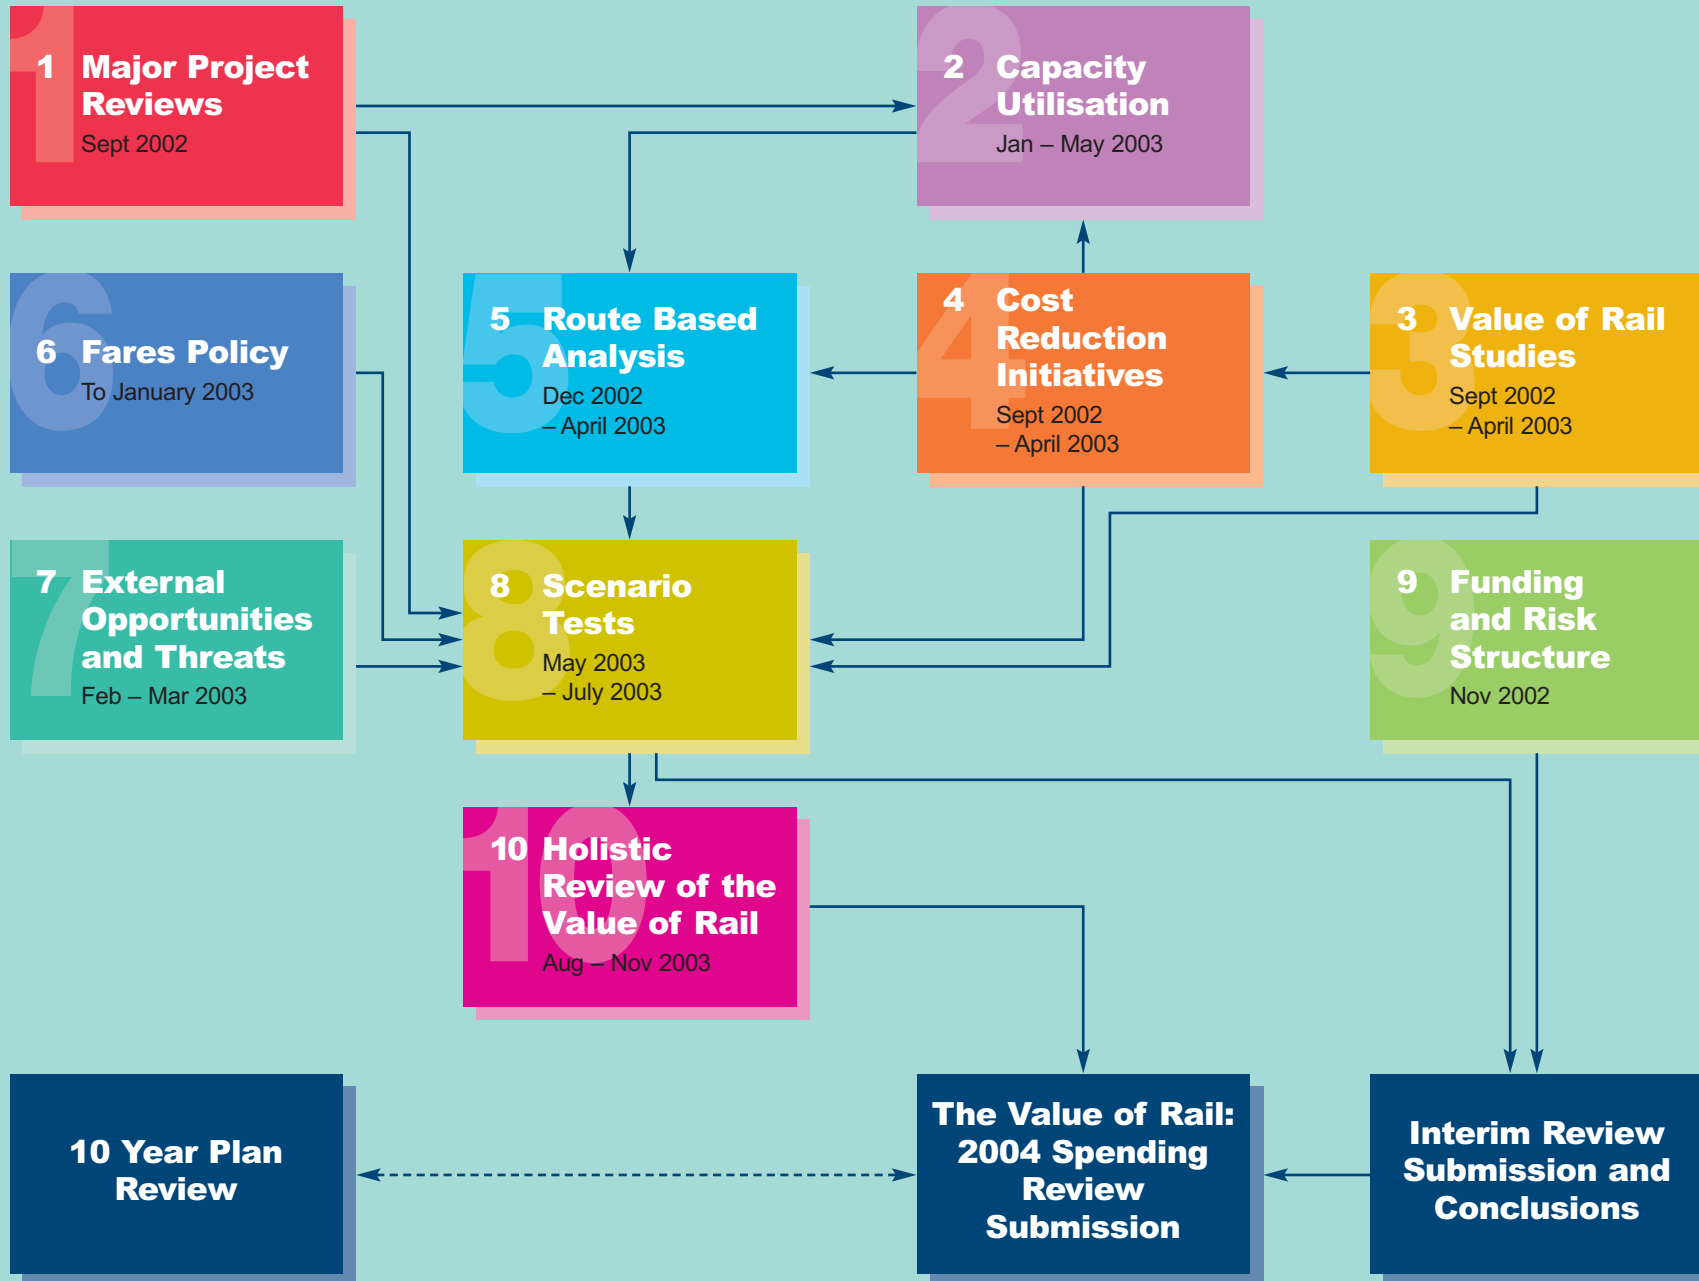 1 Major Project
Reviews
Sept 2002
2 Capacity
Utilisation
Jan – May 2003
6 Fares Policy
To January 2003
5 Route Based
Analysis
Dec 2002
– April 2003
4 Cost
Reduction
Initiatives
Sept 2002
– April 2003
3 Value of Rail
Studies
Sept 2002
– April 2003
7 External
Opportunities
and Threats
Feb – Mar 2003
8 Scenario
Tests
May 2003
– July 2003
9 Funding
and Risk
Structure
Nov 2002
10 Holistic
Review of the
Value of Rail
Aug – Nov 2003
10 Year Plan
Review
The Value of Rail:
2004 Spending
Review
Submission
Interim Review
Submission and
Conclusions